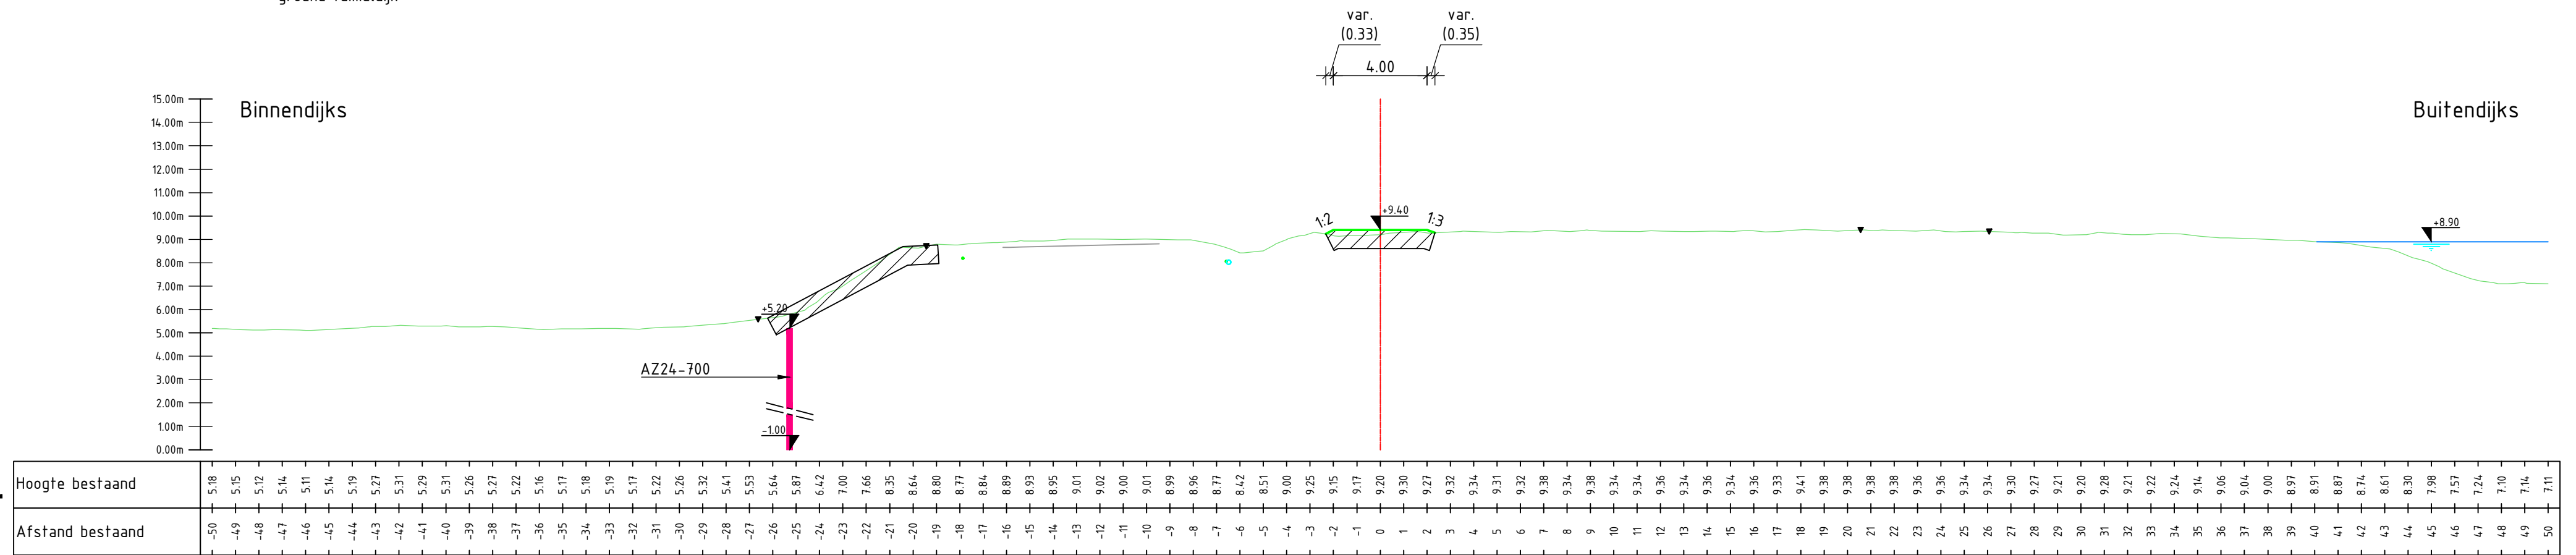 var.
(0.33)
var.
(0.35)
4.00
15.00m
14.00m
13.00m
12.00m
11.00m
10.00m
9.00m
8.00m
7.00m
6.00m
5.00m
4.00m
3.00m
2.00m
1.00m
0.00m
Binnendijks
Buitendijks
1:2
+9.40
1:3
+8.90
+5.20
AZ24-700
-1.00
Hoogte bestaand 5.18 5.15 5.12 5.14 5.11 5.14 5.19 5.27 5.31 5.29 5.31 5.26 5.27 5.22 5.16 5.17 5.18 5.19 5.17 5.22 5.26 5.32 5.41 5.53 5.64 5.87 6.42 7.00 7.66 8.35 8.64 8.80 8.77 8.84 8.89 8.93 8.95 9.01 9.02 9.00 9.01 8.99 8.96 8.77 8.42 8.51 9.00 9.25 9.15 9.17 9.20 9.30 9.27 9.32 9.34 9.31 9.32 9.38 9.34 9.38 9.34 9.34 9.36 9.34 9.34 9.34 9.36 9.33 9.41 9.38 9.38 9.38 9.38 9.36 9.36 9.34 9.34 9.29 9.27 9.21 9.20 9.28 9.21 9.22 9.24 9.14 9.06 9.04 9.00 8.97 8.91 8.87 8.74 8.61 8.30 7.98 7.57 7.24 7.10 7.14 7.11
Afstand bestaand -50 -49 -48 -47 -46 -45 -44 -43 -42 -41 -40 -39 -38 -37 -36 -35 -34 -33 -32 -31 -30 -29 -28 -27 -26 -25 -24 -23 -22 -21 -20 -19 -18 -17 -16 -15 -14 -13 -12 -11 -10 -9 -8 -7 -6 -5 -4 -3 -2 -1 0 1 2 3 4 5 6 7 8 9 10 11 12 13 14 15 16 17 18 19 20 21 22 23 24 25 26 27 28 29 30 31 32 33 34 35 36 37 38 39 40 41 42 43 44 45 46 47 48 49 50